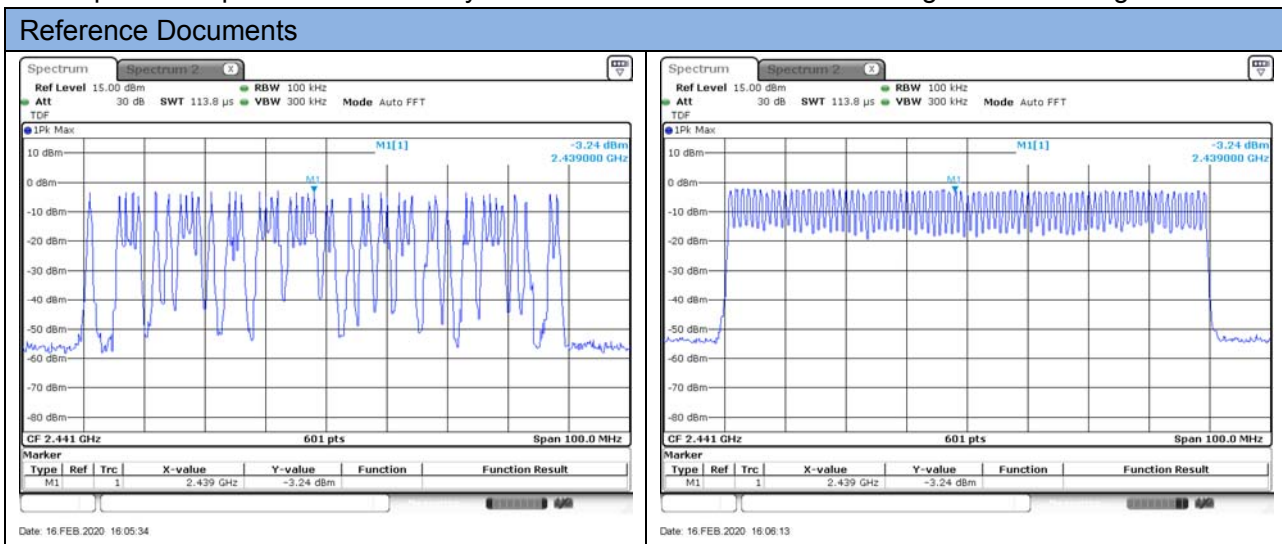 Reference Documents
Spectrum Spectrum 2 X
Ref Level 15.00 dBm RBW 100 kHz
Att 30 dB SWT 113.8 µs VBW 300 kHz Mode Auto FFT
TDF
1Pk Max
M1[1] -3.24 dBm
2.439000 GHz
10 dBm
M1
0 dBm
-10 dBm
-20 dBm
-30 dBm
-40 dBm
-50 dBm
-60 dBm
-70 dBm
-80 dBm
CF 2.441 GHz 601 pts Span 100.0 MHz
Marker
Type Ref Trc X-value Y-value Function Function Result
M1 1 2.439 GHz -3.24 dBm
Date: 16.FEB.2020 16:05:34
Spectrum Spectrum 2 X
Ref Level 15.00 dBm RBW 100 kHz
Att 30 dB SWT 113.8 µs VBW 300 kHz Mode Auto FFT
TDF
1Pk Max
M1[1] -3.24 dBm
2.439000 GHz
10 dBm
M1
0 dBm
-10 dBm
-20 dBm
-30 dBm
-40 dBm
-50 dBm
-60 dBm
-70 dBm
-80 dBm
CF 2.441 GHz 601 pts Span 100.0 MHz
Marker
Type Ref Trc X-value Y-value Function Function Result
M1 1 2.439 GHz -3.24 dBm
Date: 16.FEB.2020 16:06:13